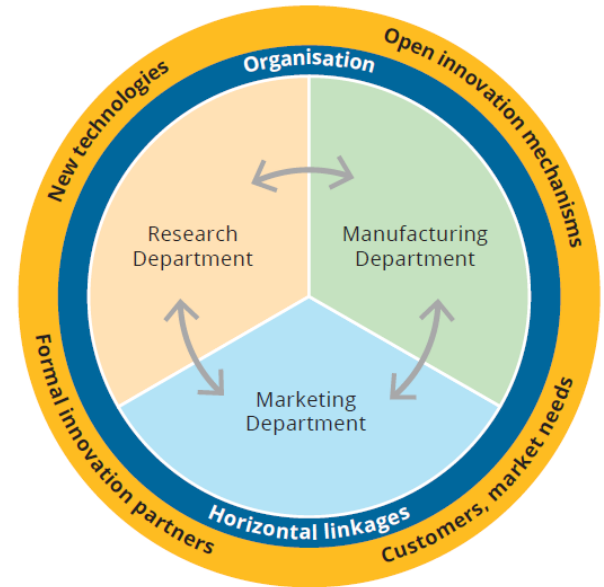 New technologies
Open innovation mechanisms
Organisation
Research
Department
Manufacturing
Department
Marketing
Department
Horizontal linkages
Formal innovation partners
Customers, market needs